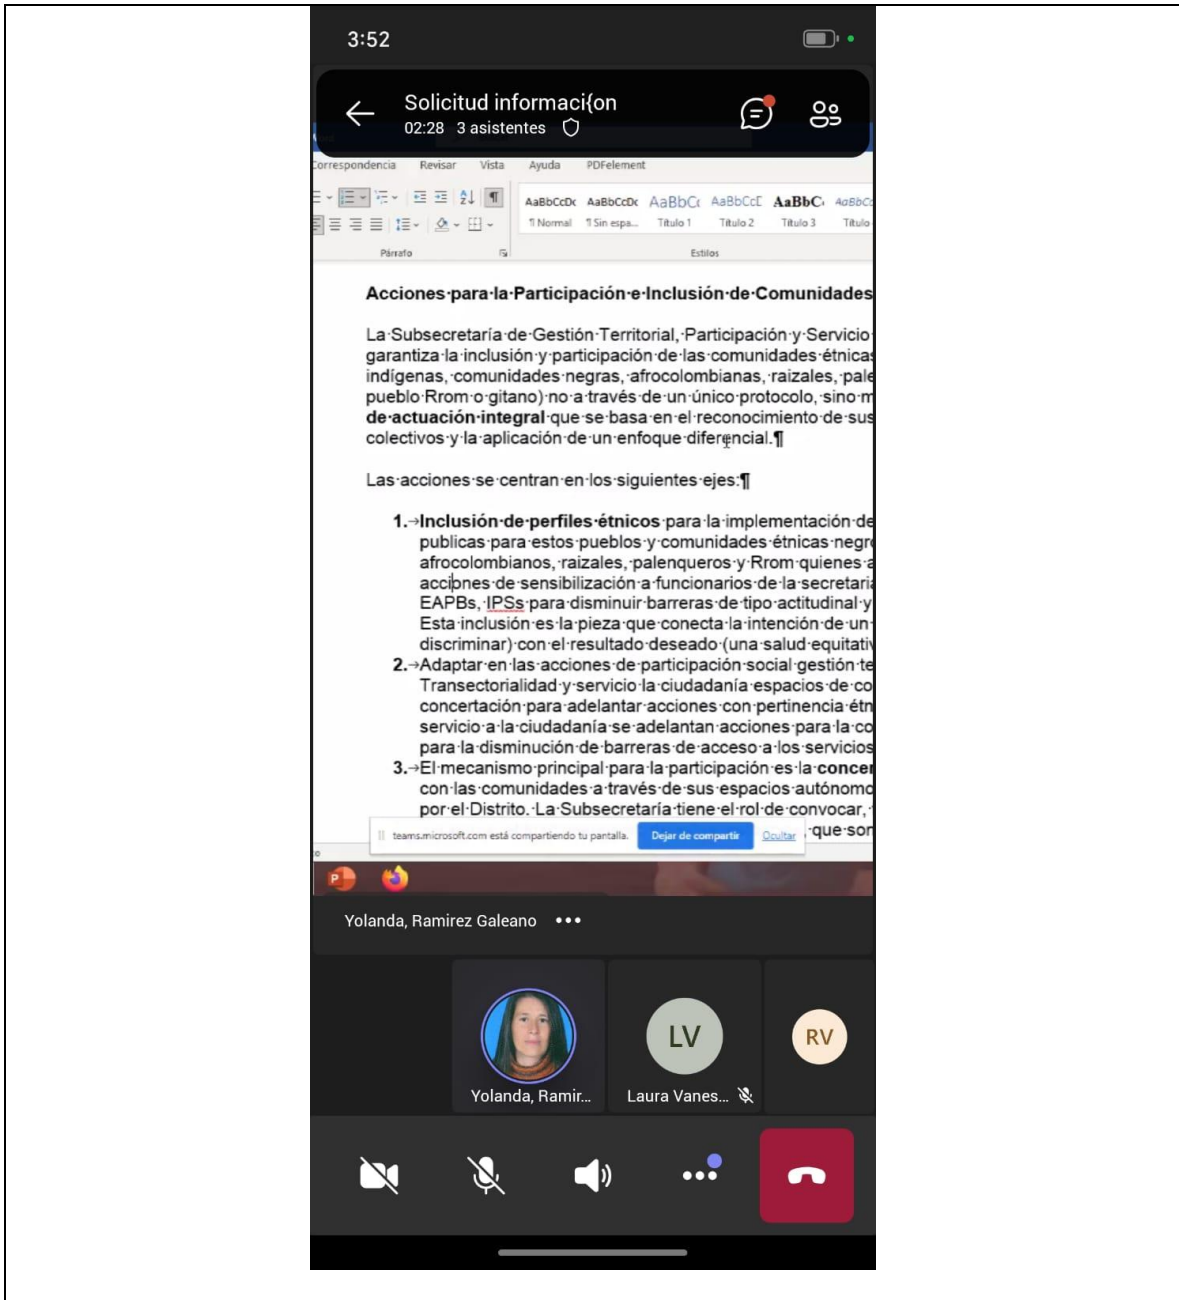 3:52
Solicitud informaci{on
02:28 3 asistentes
Correspondencia Revisar Vista Ayuda PDFelement
AaBbCcDc AaBbCcDc AaBbCc AaBbCcE AaBbC AaBbCc
¶ Normal ¶ Sin espa... Título 1 Título 2 Título 3 Título
Párrafo Estilos
Acciones para la Participación e Inclusión de Comunidades
La Subsecretaría de Gestión Territorial, Participación y Servicio
garantiza la inclusión y participación de las comunidades étnicas
indígenas, comunidades negras, afrocolombianas, raizales, pale
pueblo Rrom o gitano) no a través de un único protocolo, sino m
de actuación integral que se basa en el reconocimiento de sus
colectivos y la aplicación de un enfoque diferencial.¶
Las acciones se centran en los siguientes ejes:¶
1. Inclusión de perfiles étnicos para la implementación de
publicas para estos pueblos y comunidades étnicas negro
afrocolombianos, raizales, palenqueros y Rrom quienes a
acciones de sensibilización a funcionarios de la secretaria
EAPBs, IPSs para disminuir barreras de tipo actitudinal y
Esta inclusión es la pieza que conecta la intención de un
discriminar) con el resultado deseado (una salud equitativ
2. Adaptar en las acciones de participación social gestión te
Transectorialidad y servicio la ciudadanía espacios de co
concertación para adelantar acciones con pertinencia étn
servicio a la ciudadanía se adelantan acciones para la co
para la disminución de barreras de acceso a los servicios
3. El mecanismo principal para la participación es la concer
con las comunidades a través de sus espacios autónomo
por el Distrito. La Subsecretaría tiene el rol de convocar,
que son
teams.microsoft.com está compartiendo tu pantalla. Dejar de compartir Ocultar
Yolanda, Ramirez Galeano
LV RV
Yolanda, Ramir... Laura Vanes...